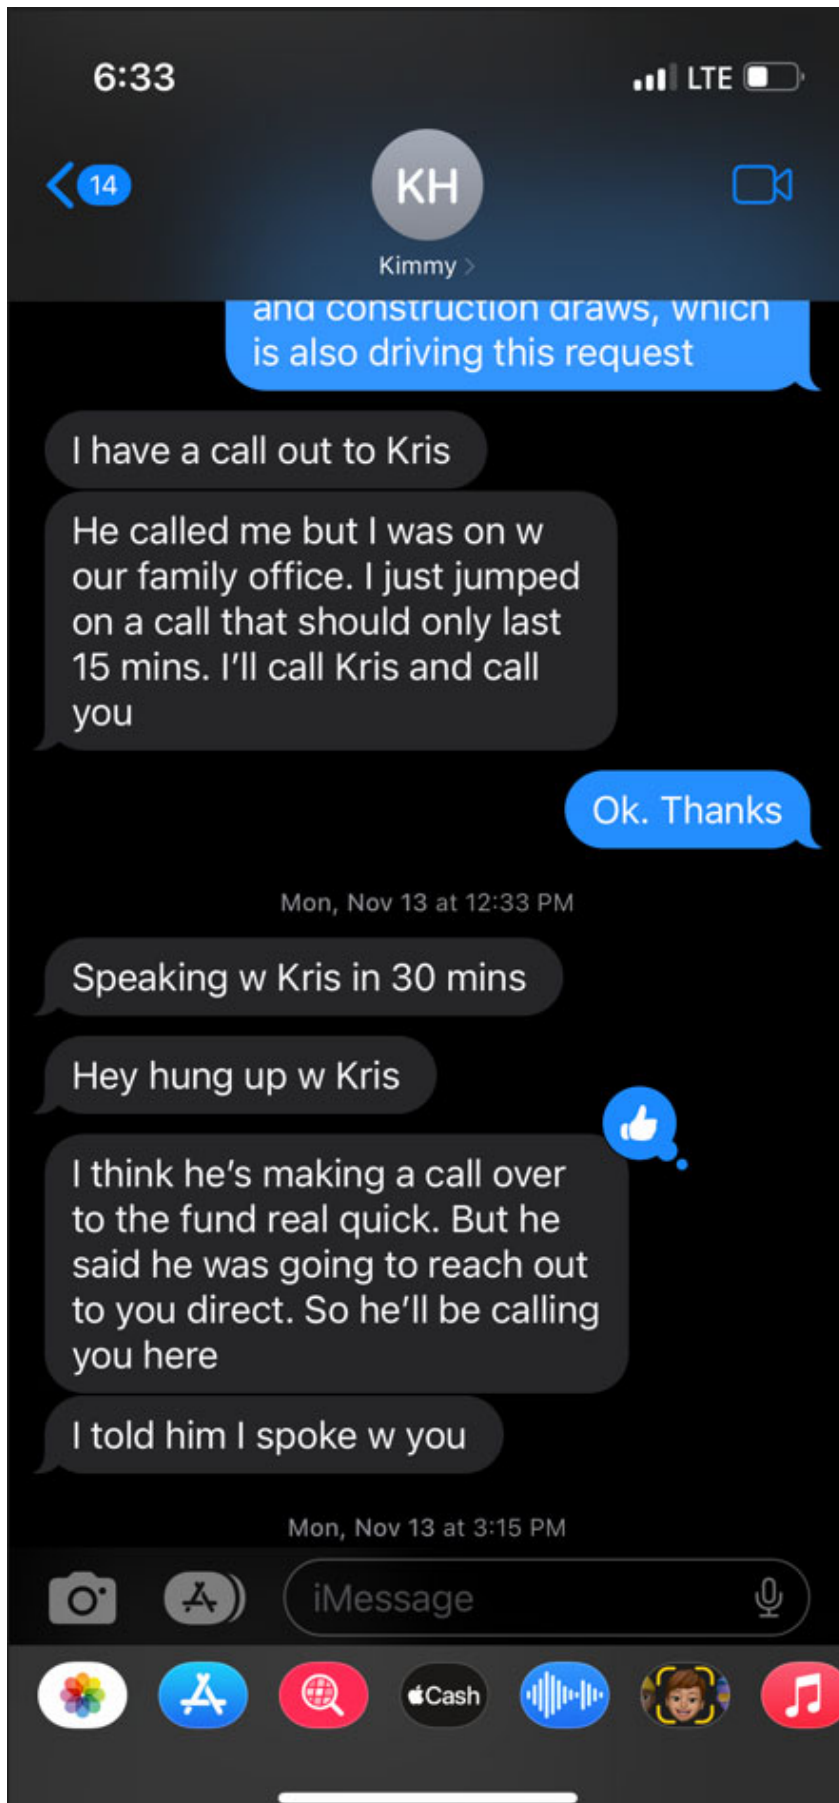 6:33
LTE
14
KH
Kimmy
and construction draws, which
is also driving this request
I have a call out to Kris
He called me but I was on w
our family office. I just jumped
on a call that should only last
15 mins. I'll call Kris and call
you
Ok. Thanks
Mon, Nov 13 at 12:33 PM
Speaking w Kris in 30 mins
Hey hung up w Kris
I think he's making a call over
to the fund real quick. But he
said he was going to reach out
to you direct. So he'll be calling
you here
I told him I spoke w you
Mon, Nov 13 at 3:15 PM
iMessage
Cash